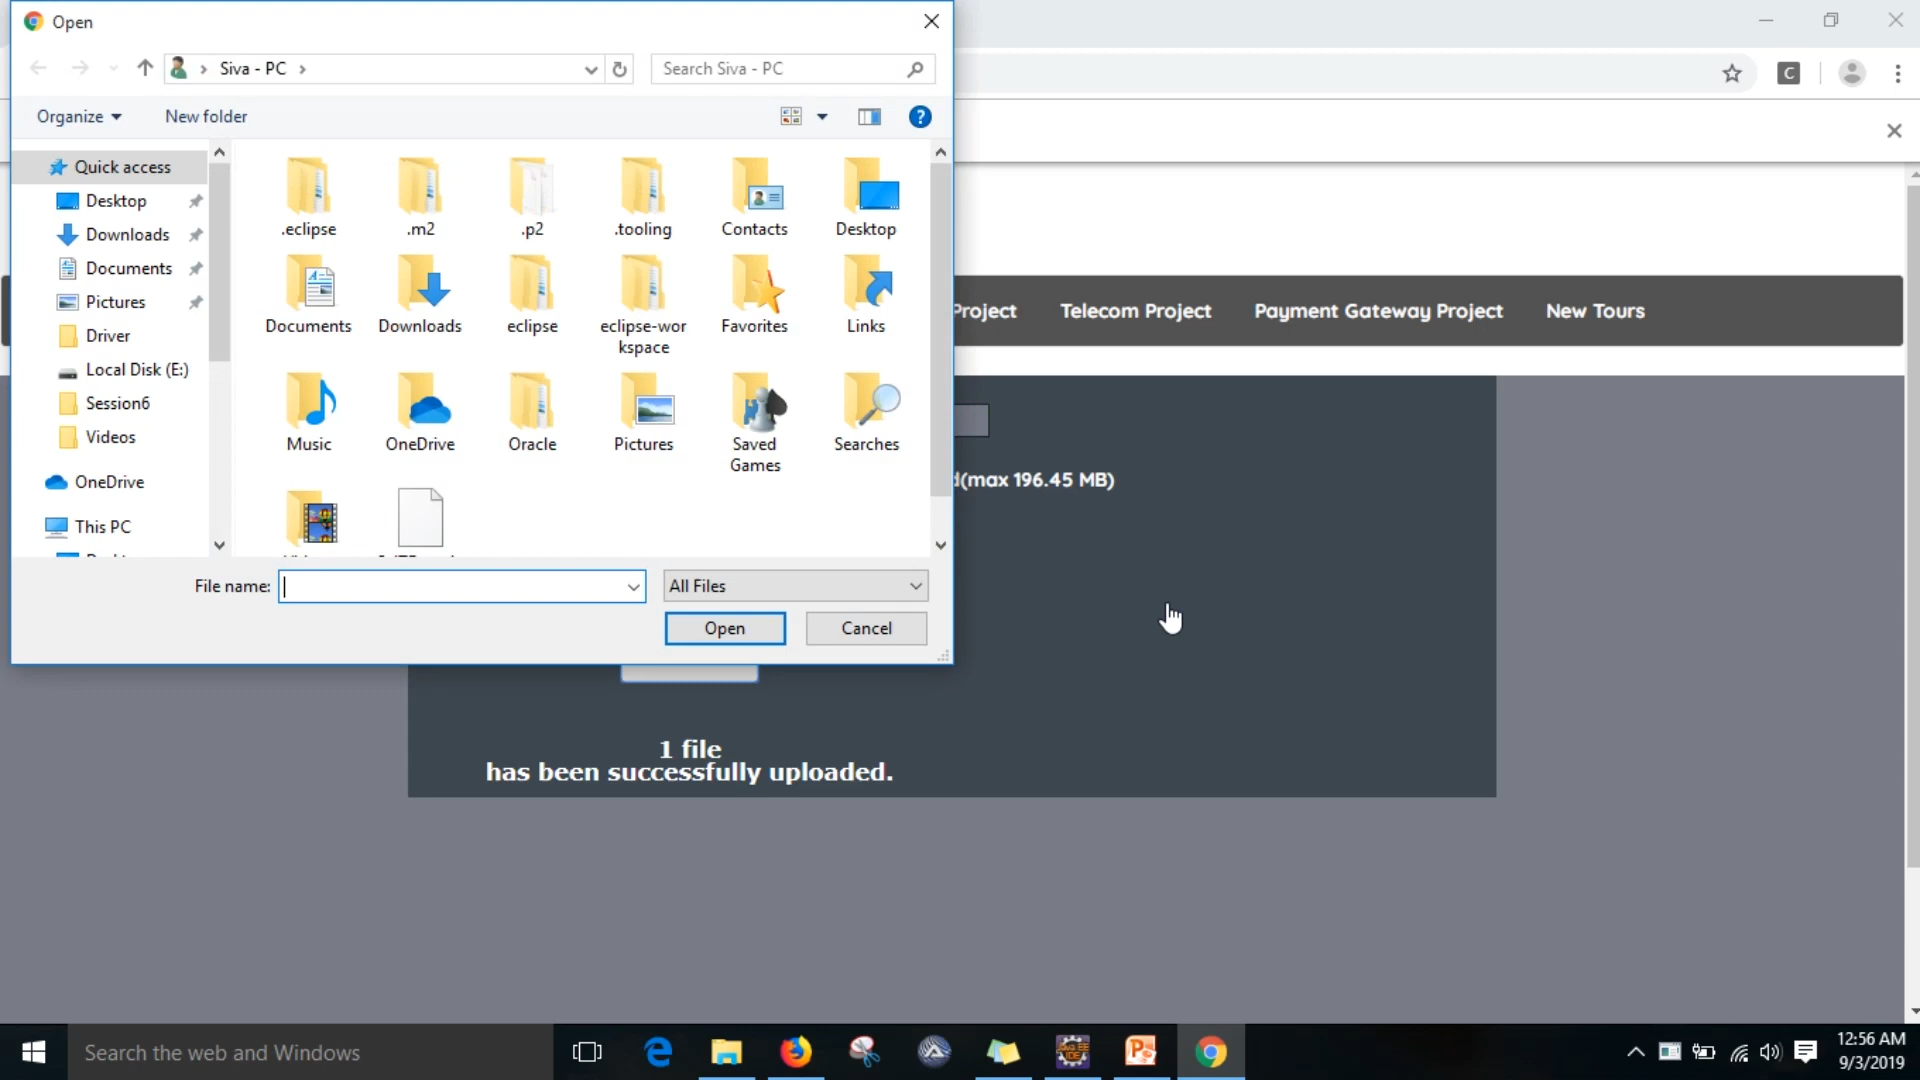 Open
Siva - PC
Search Siva - PC
C
Organize
New folder
?
Quick access
Desktop
Downloads
Documents
Pictures
Driver
Local Disk (E:)
Session6
Videos
OneDrive
This PC
.eclipse
.m2
.p2
.tooling
Contacts
Desktop
Documents
Downloads
eclipse
eclipse-wor
kspace
Favorites
Links
Music
OneDrive
Oracle
Pictures
Saved
Games
Searches
File name:
All Files
Open
Cancel
Project
Telecom Project
Payment Gateway Project
New Tours
(max 196.45 MB)
1 file
has been successfully uploaded.
Search the web and Windows
12:56 AM
9/3/2019